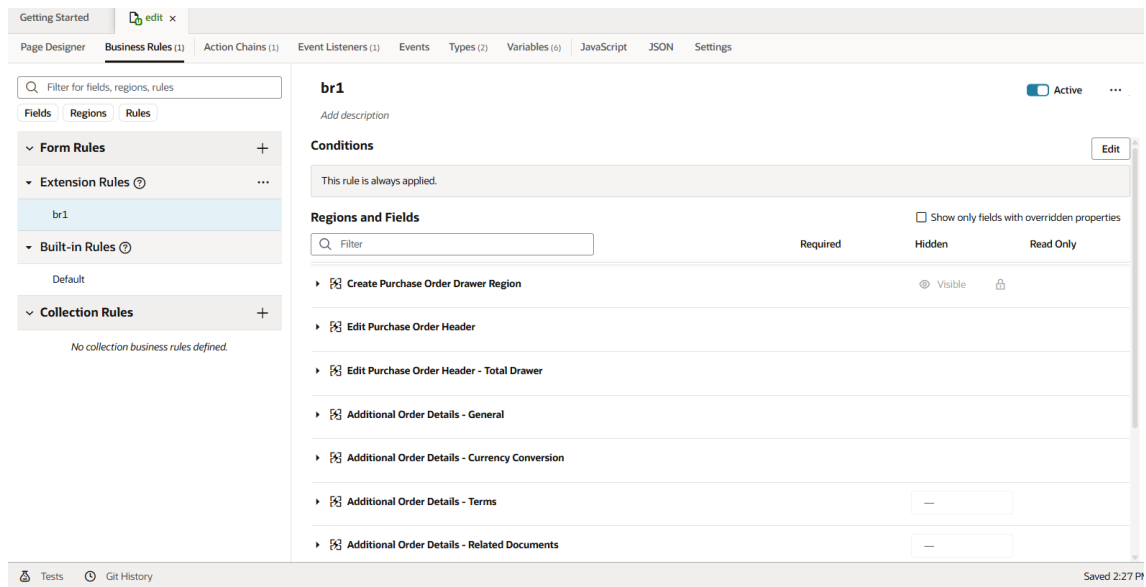 Getting Started
edit ×
Page Designer Business Rules (1) Action Chains (1) Event Listeners (1) Events Types (2) Variables (6) JavaScript JSON Settings
Filter for fields, regions, rules
Fields Regions Rules
Form Rules
Extension Rules
br1
Built-in Rules
Default
Collection Rules
No collection business rules defined.
br1
Active
Add description
Conditions
Edit
This rule is always applied.
Regions and Fields
Show only fields with overridden properties
Filter
Required Hidden Read Only
Create Purchase Order Drawer Region
Visible
Edit Purchase Order Header
Edit Purchase Order Header - Total Drawer
Additional Order Details - General
Additional Order Details - Currency Conversion
Additional Order Details - Terms
—
Additional Order Details - Related Documents
—
Tests Git History
Saved 2:27 PM